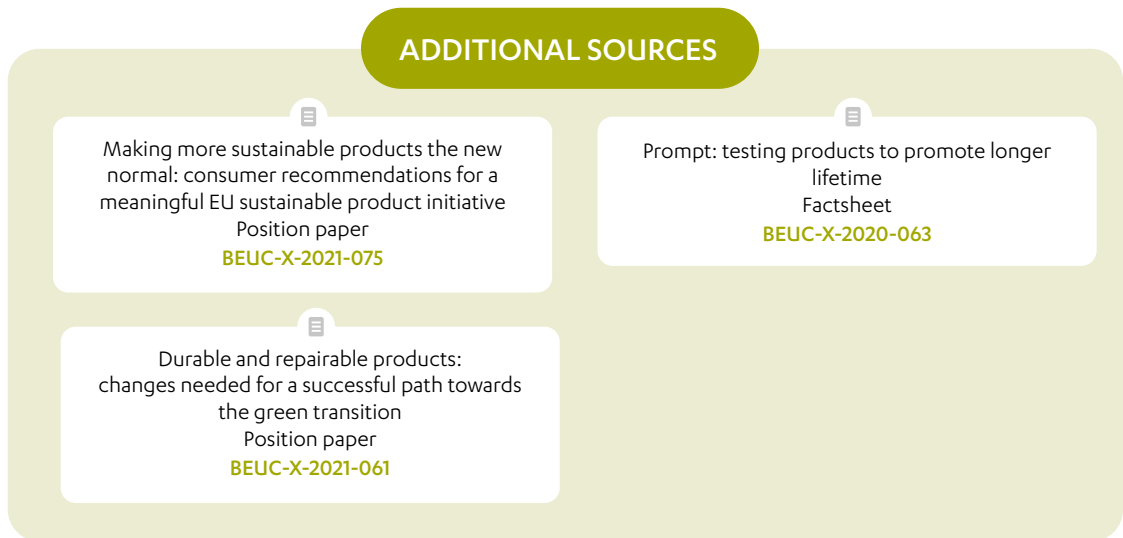 ADDITIONAL SOURCES
Making more sustainable products the new
normal: consumer recommendations for a
meaningful EU sustainable product initiative
Position paper
BEUC-X-2021-075
Durable and repairable products:
changes needed for a successful path towards
the green transition
Position paper
BEUC-X-2021-061
Prompt: testing products to promote longer
lifetime
Factsheet
BEUC-X-2020-063